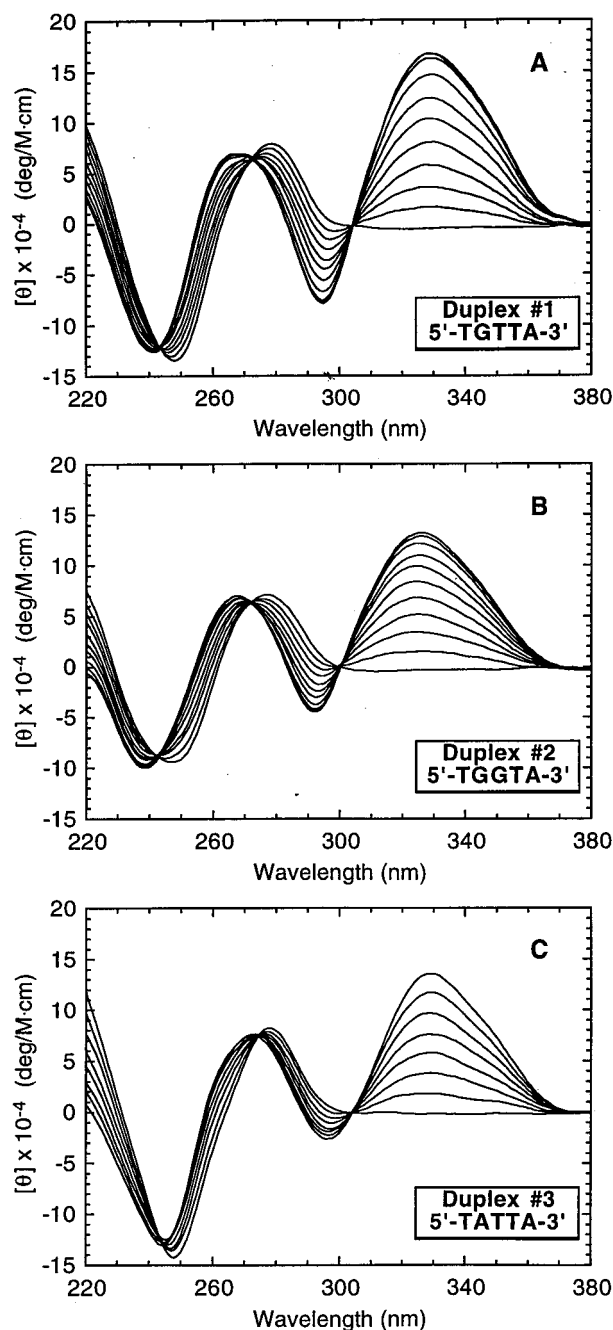 A
20
15
10
5
0
-5
-10
-15
[θ] x 10⁻⁴ (deg/M·cm)
Duplex #1
5'-TGTTA-3'
220 260 300 340 380
Wavelength (nm)
B
20
15
10
5
0
-5
-10
-15
[θ] x 10⁻⁴ (deg/M·cm)
Duplex #2
5'-TGGTA-3'
220 260 300 340 380
Wavelength (nm)
C
20
15
10
5
0
-5
-10
-15
[θ] x 10⁻⁴ (deg/M·cm)
Duplex #3
5'-TATTA-3'
220 260 300 340 380
Wavelength (nm)